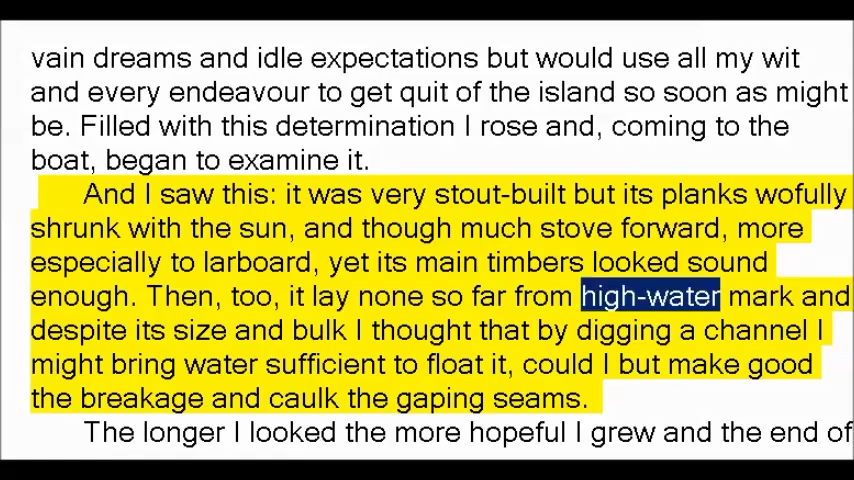 vain dreams and idle expectations but would use all my wit
and every endeavour to get quit of the island so soon as might
be. Filled with this determination I rose and, coming to the
boat, began to examine it.
And I saw this: it was very stout-built but its planks wofully
shrunk with the sun, and though much stove forward, more
especially to larboard, yet its main timbers looked sound
enough. Then, too, it lay none so far from high-water mark and
despite its size and bulk I thought that by digging a channel I
might bring water sufficient to float it, could I but make good
the breakage and caulk the gaping seams.
The longer I looked the more hopeful I grew and the end of